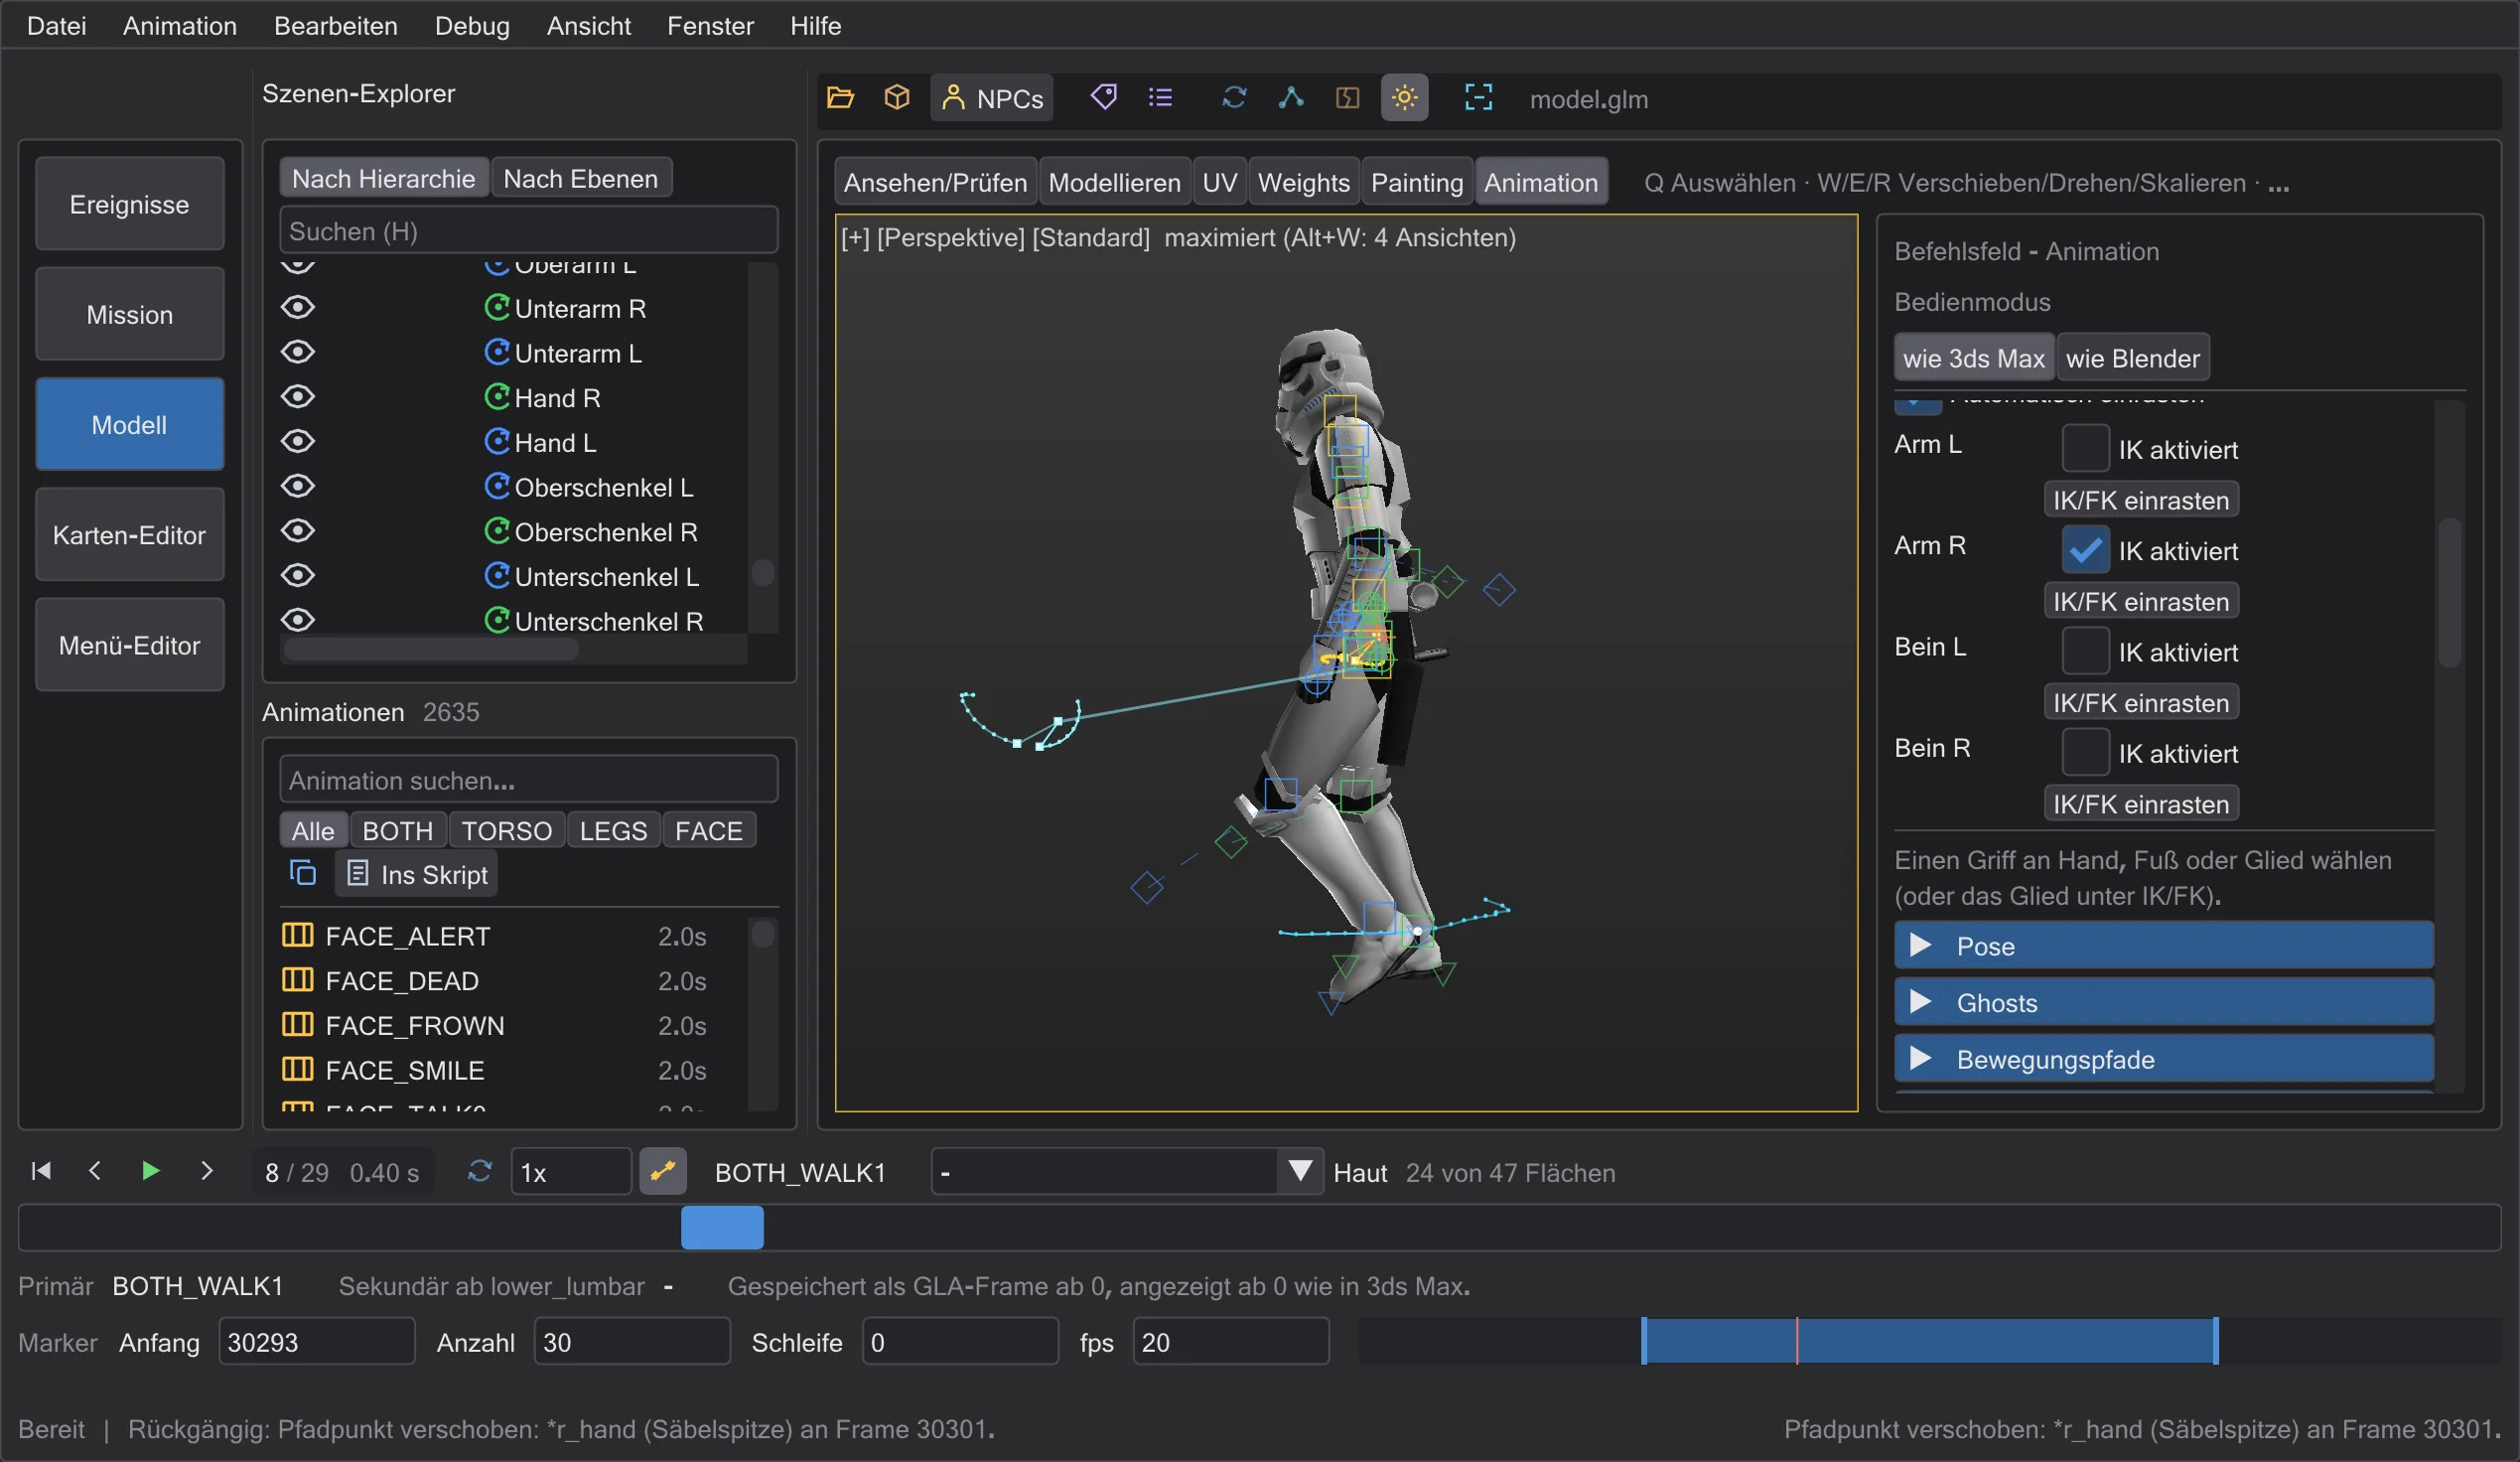 Datei Animation Bearbeiten Debug Ansicht Fenster Hilfe
Szenen-Explorer
NPCs
model.glm
Ereignisse
Mission
Modell
Karten-Editor
Menü-Editor
Nach Hierarchie Nach Ebenen
Suchen (H)
Oberarm L
Unterarm R
Unterarm L
Hand R
Hand L
Oberschenkel L
Oberschenkel R
Unterschenkel L
Unterschenkel R
Animationen 2635
Animation suchen...
Alle BOTH TORSO LEGS FACE
Ins Skript
FACE_ALERT 2.0s
FACE_DEAD 2.0s
FACE_FROWN 2.0s
FACE_SMILE 2.0s
Ansehen/Prüfen Modellieren UV Weights Painting Animation Q Auswählen · W/E/R Verschieben/Drehen/Skalieren · ...
[+] [Perspektive] [Standard] maximiert (Alt+W: 4 Ansichten)
Befehlsfeld - Animation
Bedienmodus
wie 3ds Max wie Blender
Automatisch einrasten
Arm L IK aktiviert
IK/FK einrasten
Arm R IK aktiviert
IK/FK einrasten
Bein L IK aktiviert
IK/FK einrasten
Bein R IK aktiviert
IK/FK einrasten
Einen Griff an Hand, Fuß oder Glied wählen
(oder das Glied unter IK/FK).
Pose
Ghosts
Bewegungspfade
8 / 29 0.40 s 1x BOTH_WALK1 - Haut 24 von 47 Flächen
Primär BOTH_WALK1 Sekundär ab lower_lumbar - Gespeichert als GLA-Frame ab 0, angezeigt ab 0 wie in 3ds Max.
Marker Anfang 30293 Anzahl 30 Schleife 0 fps 20
Bereit | Rückgängig: Pfadpunkt verschoben: *r_hand (Säbelspitze) an Frame 30301.
Pfadpunkt verschoben: *r_hand (Säbelspitze) an Frame 30301.